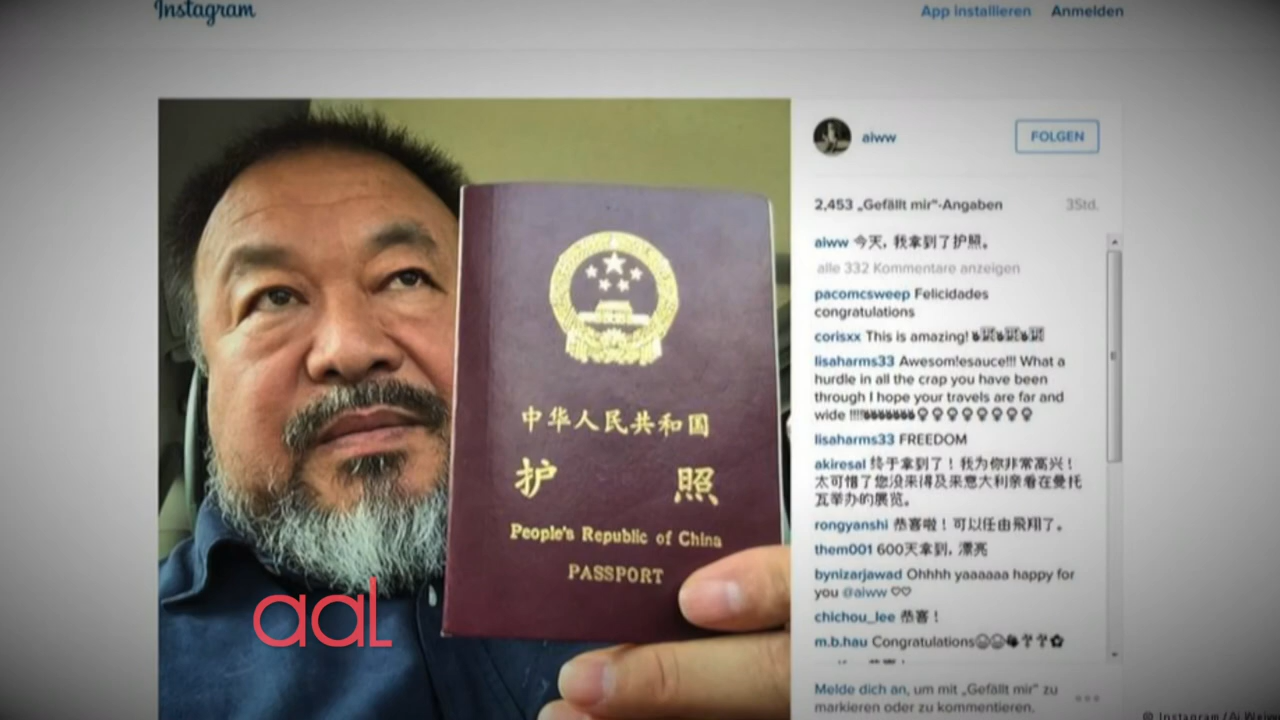 Instagram
App installieren
Anmelden
中华人民共和国
护 照
People's Republic of China
PASSPORT
aaL
aiww
FOLGEN
2,453 „Gefällt mir"-Angaben
3Std.
aiww 今天, 我拿到了护照。
alle 332 Kommentare anzeigen
pacomcsweep Felicidades
congratulations
corisxx This is amazing!
lisaharms33 Awesom!esauce!!! What a
hurdle in all the crap you have been
through I hope your travels are far and
wide !!!!
lisaharms33 FREEDOM
akiresal 终于拿到了！我为你非常高兴！
太可惜了您没来得及来意大利亲看在曼托
瓦举办的展览。
rongyanshi 恭喜啦！可以任由飛翔了。
them001 600天拿到, 漂亮
bynizarjawad Ohhhh yaaaaaa happy for
you @aiww ♡♡
chichou_lee 恭喜！
m.b.hau Congratulations
Melde dich an, um mit „Gefällt mir" zu
markieren oder zu kommentieren.
© Instagram / Ai Weiw